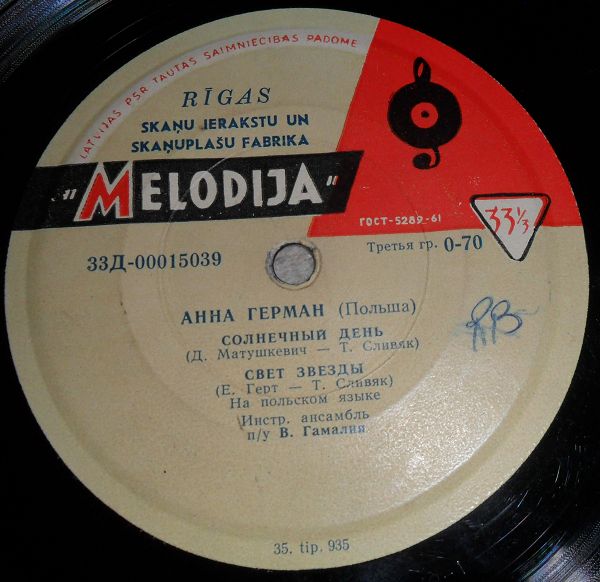 LATVIJAS PSR TAUTAS SAIMNIECĪBAS PADOME
RĪGAS
SKAŅU IERAKSTU UN
SKAŅUPLAŠU FABRIKA
"MELODIJA"
ГОСТ-5289-61
33⅓
33Д-00015039
Третья гр. 0-70
АННА ГЕРМАН (Польша)
СОЛНЕЧНЫЙ ДЕНЬ
(Д. Матушкевич — Т. Сливяк)
СВЕТ ЗВЕЗДЫ
(Е. Герт — Т. Сливяк)
На польском языке
Инстр. ансамбль
п/у В. Гамалия
35. tip. 935